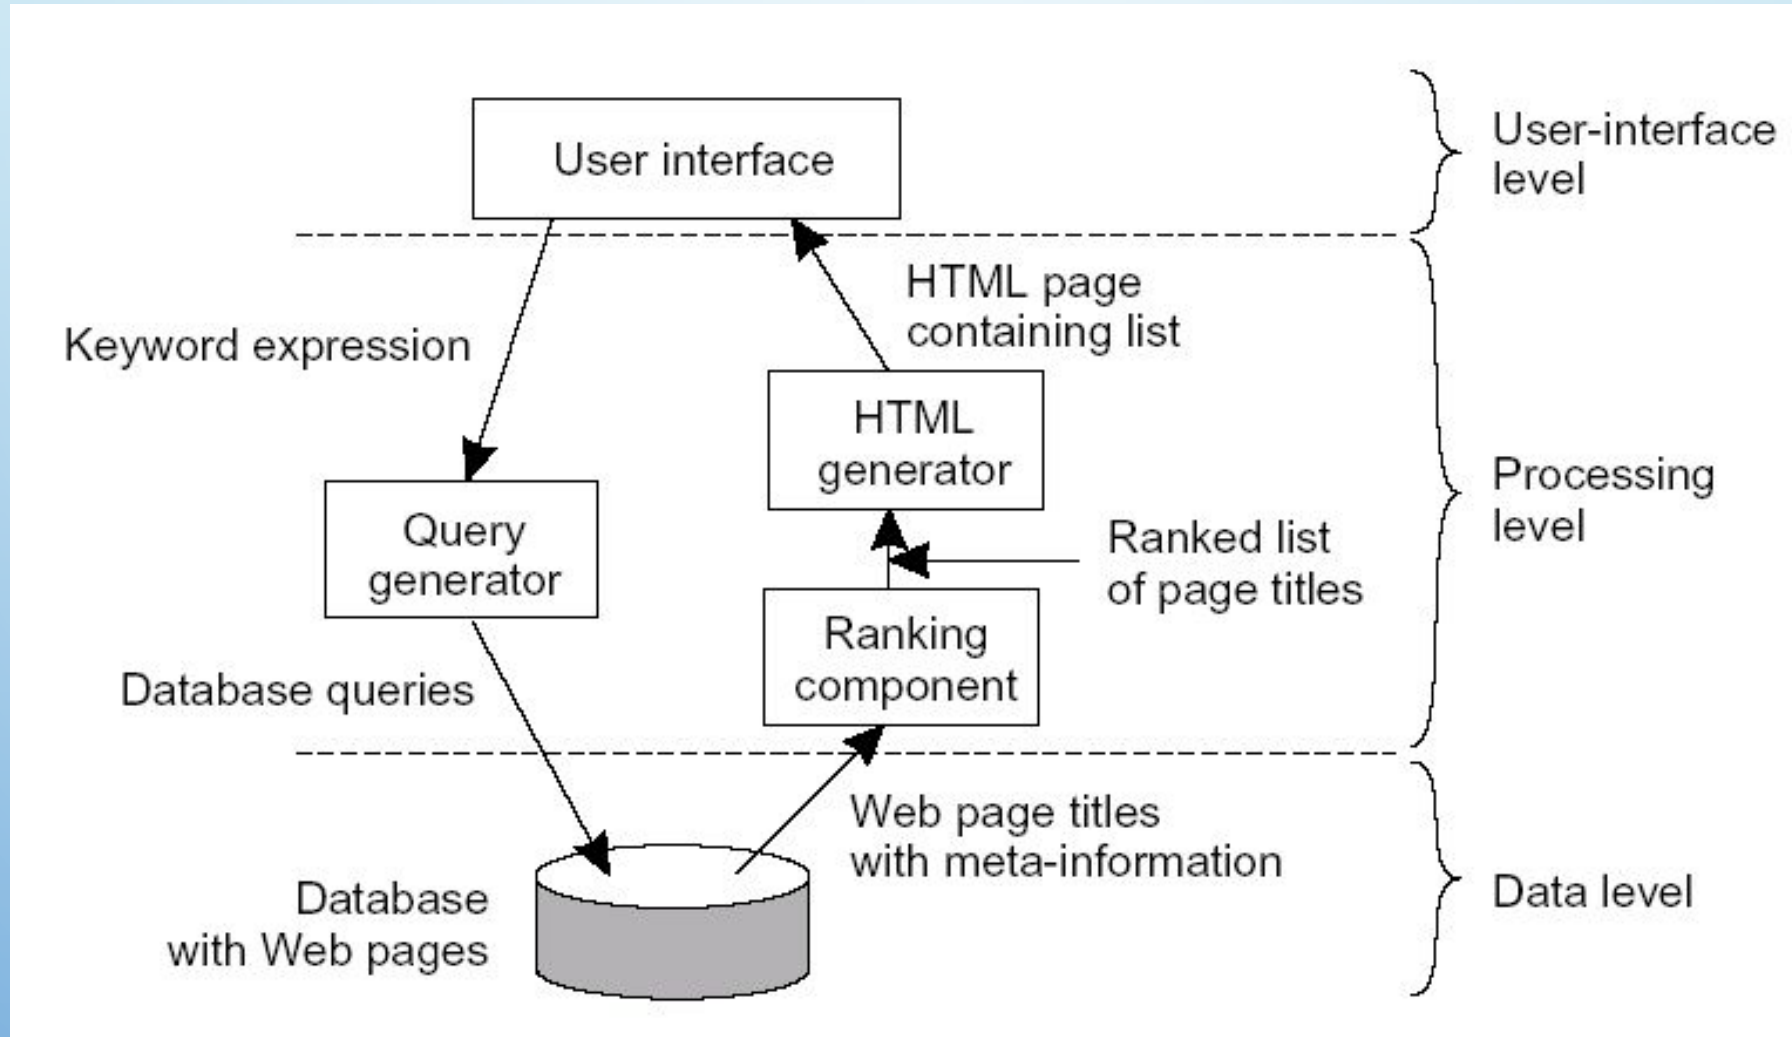 User interface
User-interface
level
HTML page
containing list
Keyword expression
HTML
generator
Processing
level
Query
generator
Ranked list
of page titles
Ranking
component
Database queries
Web page titles
with meta-information
Database
with Web pages
Data level